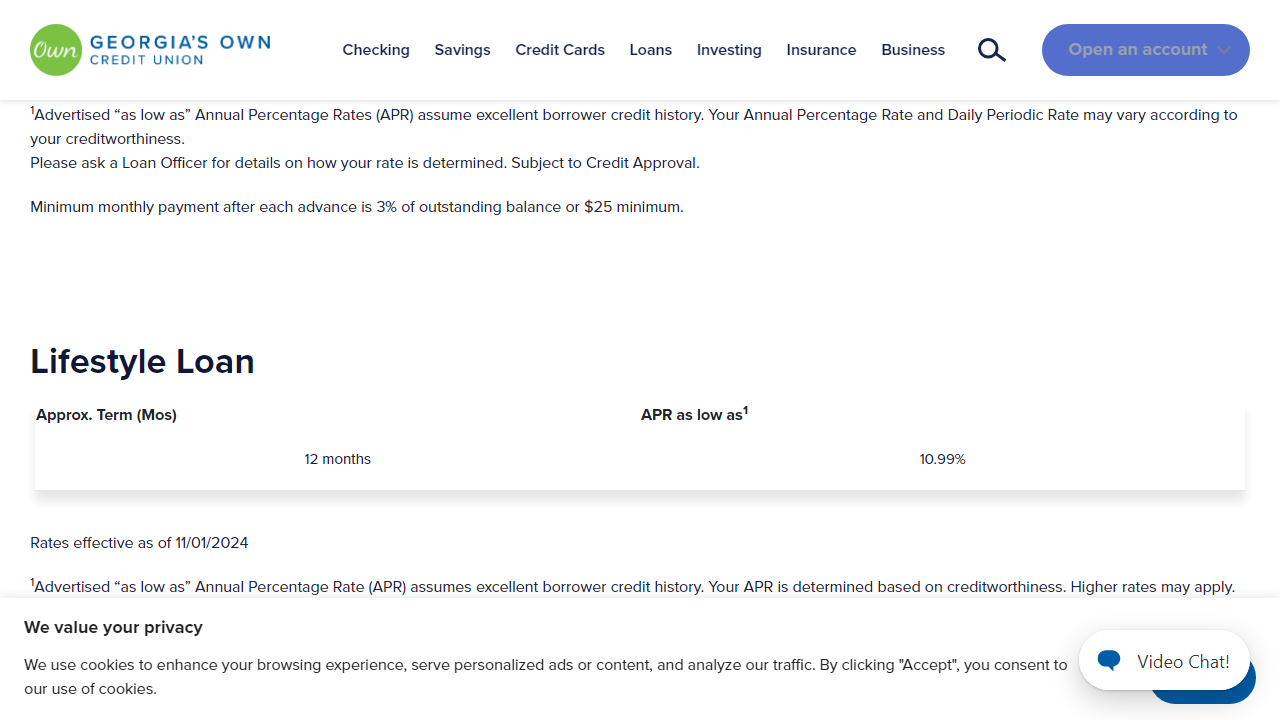 Own GEORGIA'S OWN
CREDIT UNION
Checking Savings Credit Cards Loans Investing Insurance Business Open an account
¹Advertised “as low as” Annual Percentage Rates (APR) assume excellent borrower credit history. Your Annual Percentage Rate and Daily Periodic Rate may vary according to
your creditworthiness.
Please ask a Loan Officer for details on how your rate is determined. Subject to Credit Approval.
Minimum monthly payment after each advance is 3% of outstanding balance or $25 minimum.
Lifestyle Loan
Approx. Term (Mos) APR as low as¹
12 months 10.99%
Rates effective as of 11/01/2024
¹Advertised “as low as” Annual Percentage Rate (APR) assumes excellent borrower credit history. Your APR is determined based on creditworthiness. Higher rates may apply.
We value your privacy
We use cookies to enhance your browsing experience, serve personalized ads or content, and analyze our traffic. By clicking "Accept", you consent to
our use of cookies.
Video Chat!